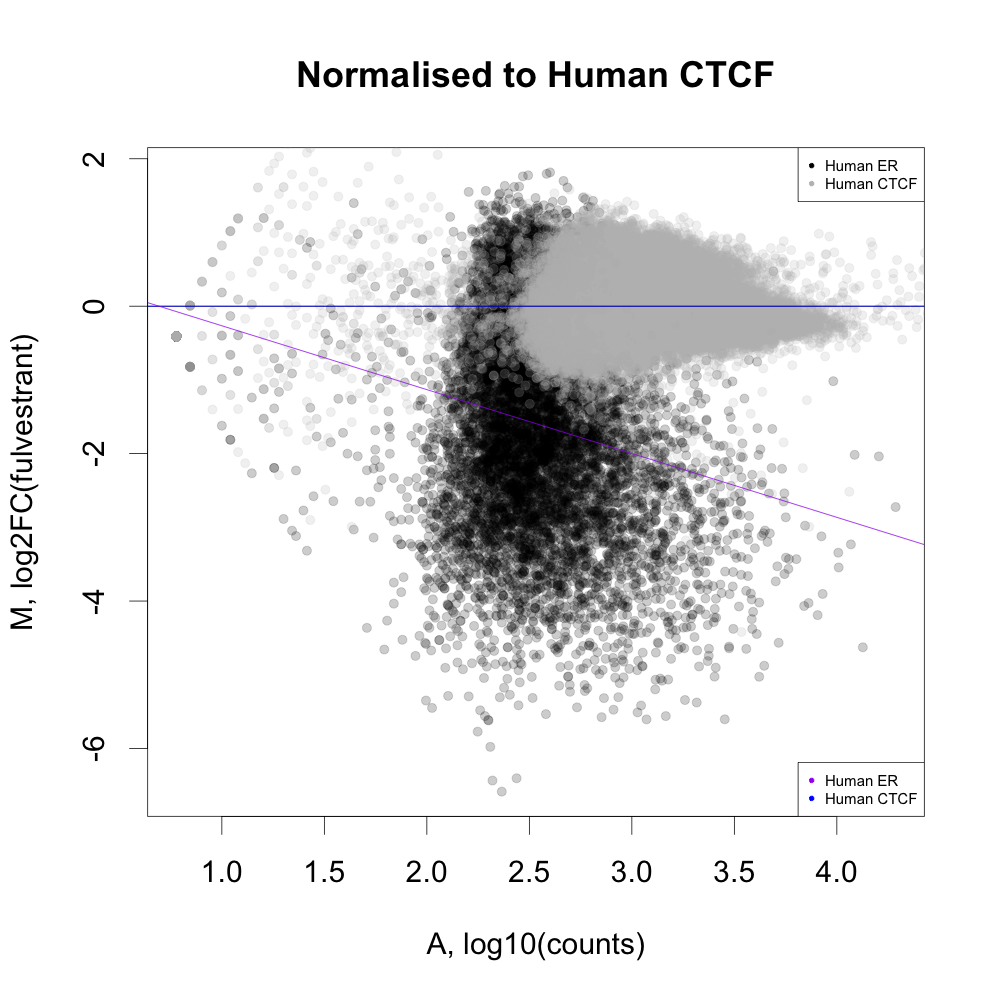 Normalised to Human CTCF
Human ER
Human CTCF
M, log2FC(fulvestrant)
2
0
-2
-4
-6
Human ER
Human CTCF
1.0 1.5 2.0 2.5 3.0 3.5 4.0
A, log10(counts)